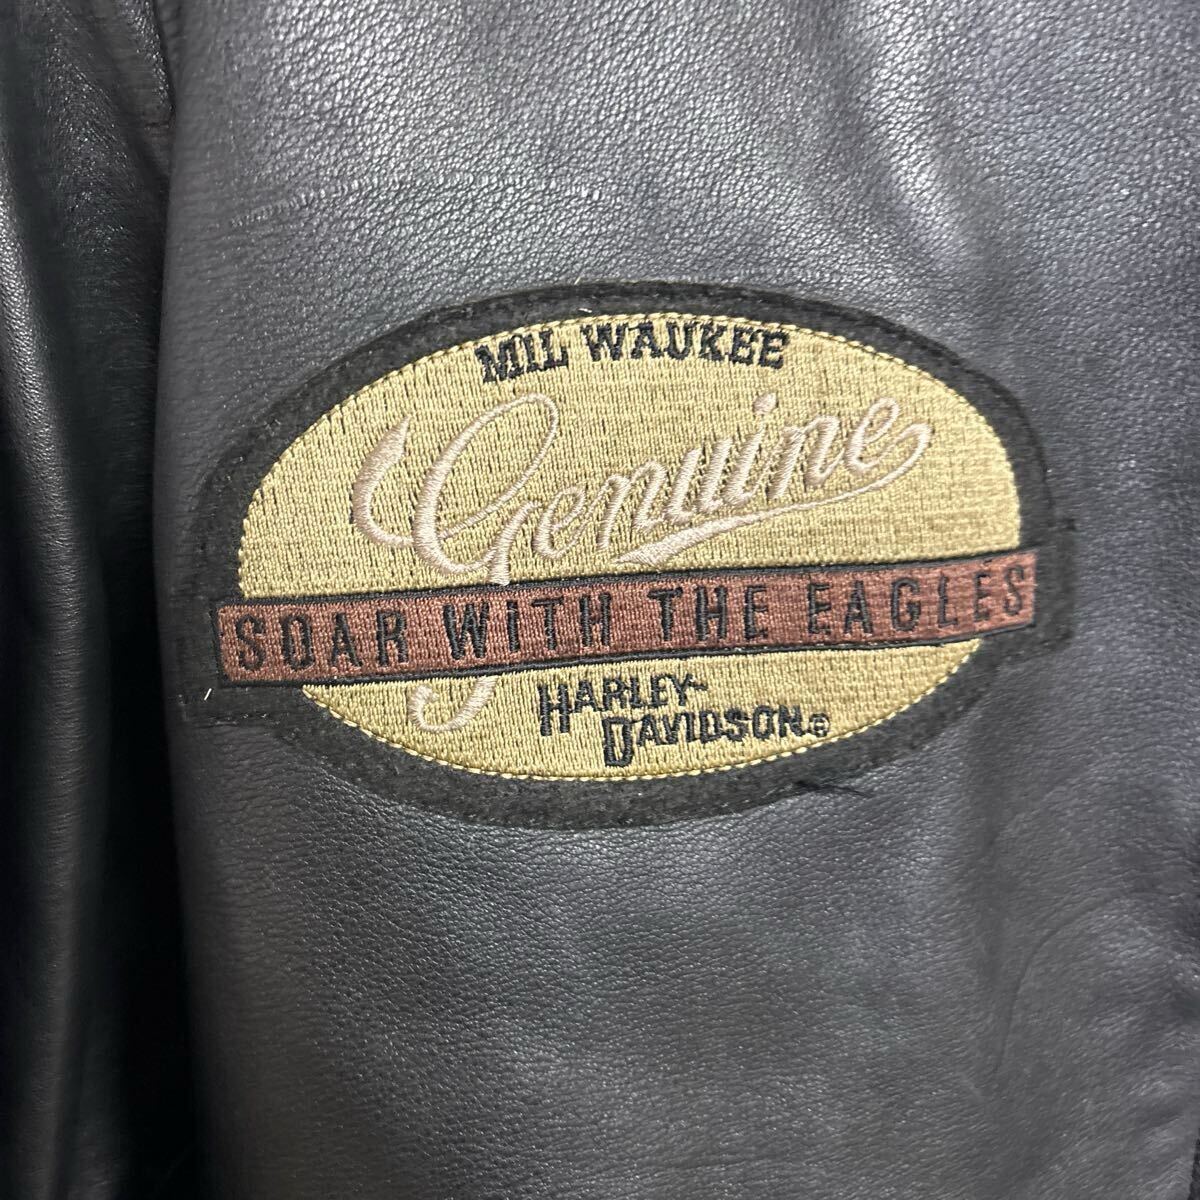 MIL WAUKEE
Genuine
SOAR WITH THE EAGLES
HARLEY-
DAVIDSON®